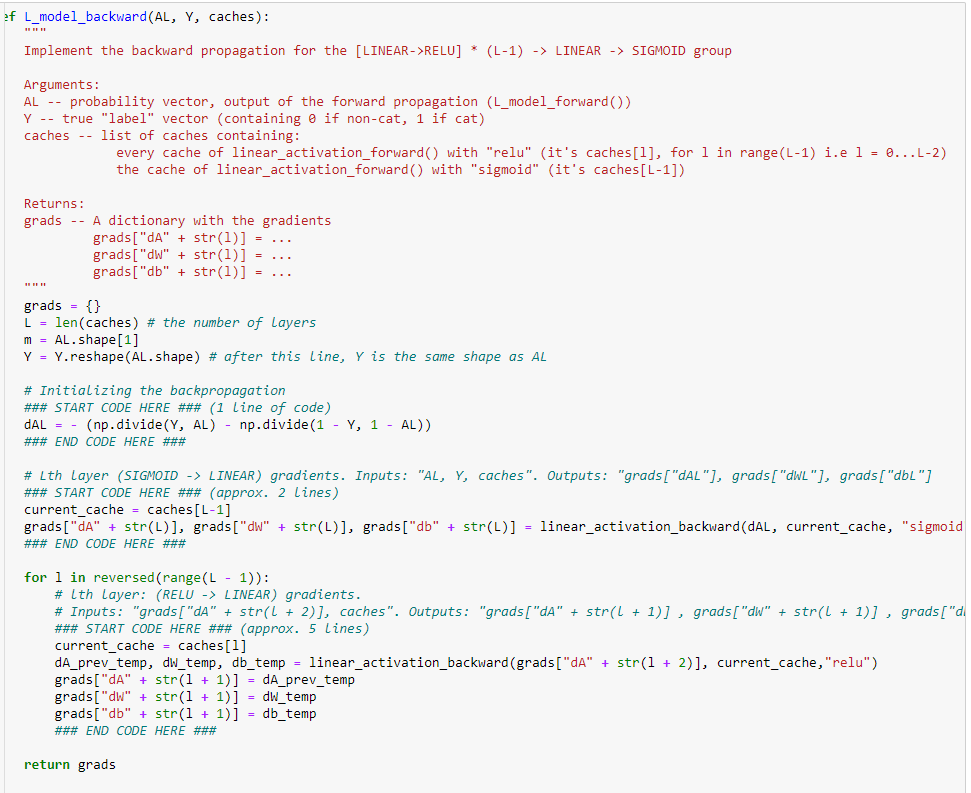 ef L_model_backward(AL, Y, caches):
"""
Implement the backward propagation for the [LINEAR->RELU] * (L-1) -> LINEAR -> SIGMOID group

Arguments:
AL -- probability vector, output of the forward propagation (L_model_forward())
Y -- true "label" vector (containing 0 if non-cat, 1 if cat)
caches -- list of caches containing:
            every cache of linear_activation_forward() with "relu" (it's caches[l], for l in range(L-1) i.e l = 0...L-2)
            the cache of linear_activation_forward() with "sigmoid" (it's caches[L-1])

Returns:
grads -- A dictionary with the gradients
         grads["dA" + str(l)] = ...
         grads["dW" + str(l)] = ...
         grads["db" + str(l)] = ...
"""
grads = {}
L = len(caches) # the number of layers
m = AL.shape[1]
Y = Y.reshape(AL.shape) # after this line, Y is the same shape as AL

# Initializing the backpropagation
### START CODE HERE ### (1 line of code)
dAL = - (np.divide(Y, AL) - np.divide(1 - Y, 1 - AL))
### END CODE HERE ###

# Lth layer (SIGMOID -> LINEAR) gradients. Inputs: "AL, Y, caches". Outputs: "grads["dAL"], grads["dWL"], grads["dbL"]
### START CODE HERE ### (approx. 2 lines)
current_cache = caches[L-1]
grads["dA" + str(L)], grads["dW" + str(L)], grads["db" + str(L)] = linear_activation_backward(dAL, current_cache, "sigmoid
### END CODE HERE ###

for l in reversed(range(L - 1)):
    # lth layer: (RELU -> LINEAR) gradients.
    # Inputs: "grads["dA" + str(l + 2)], caches". Outputs: "grads["dA" + str(l + 1)] , grads["dW" + str(l + 1)] , grads["d
    ### START CODE HERE ### (approx. 5 lines)
    current_cache = caches[l]
    dA_prev_temp, dW_temp, db_temp = linear_activation_backward(grads["dA" + str(l + 2)], current_cache,"relu")
    grads["dA" + str(l + 1)] = dA_prev_temp
    grads["dW" + str(l + 1)] = dW_temp
    grads["db" + str(l + 1)] = db_temp
    ### END CODE HERE ###

return grads